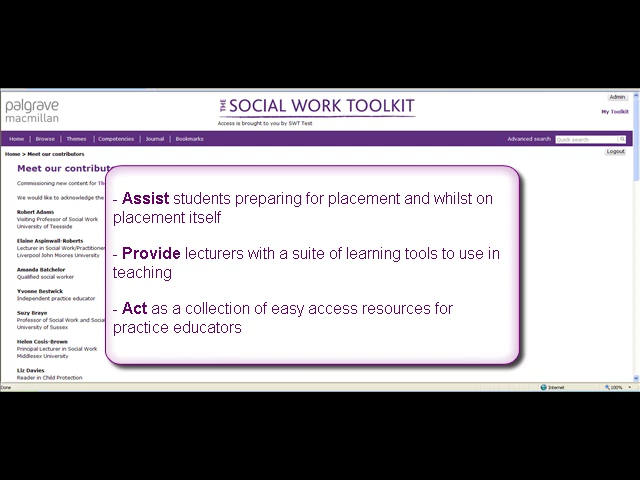 palgrave
macmillan
THE SOCIAL WORK TOOLKIT
Access is brought to you by SWT Test
Admin
My Toolkit
Home | Browse | Themes | Competencies | Journal | Bookmarks
Advanced search
Quick search
Home > Meet our contributors
Logout
Meet our contribut
Commissioning new content for Th
We would like to acknowledge the
Robert Adams
Visiting Professor of Social Work
University of Teesside
Elaine Aspinwall-Roberts
Lecturer in Social Work/Practitioner
Liverpool John Moores University
Amanda Batchelor
Qualified social worker
Yvonne Bestwick
Independent practice educator
Suzy Braye
Professor of Social Work and Social
University of Sussex
Helen Cosis-Brown
Principal Lecturer in Social Work
Middlesex University
Liz Davies
Reader in Child Protection
- Assist students preparing for placement and whilst on
placement itself
- Provide lecturers with a suite of learning tools to use in
teaching
- Act as a collection of easy access resources for
practice educators
Done
Internet
100%